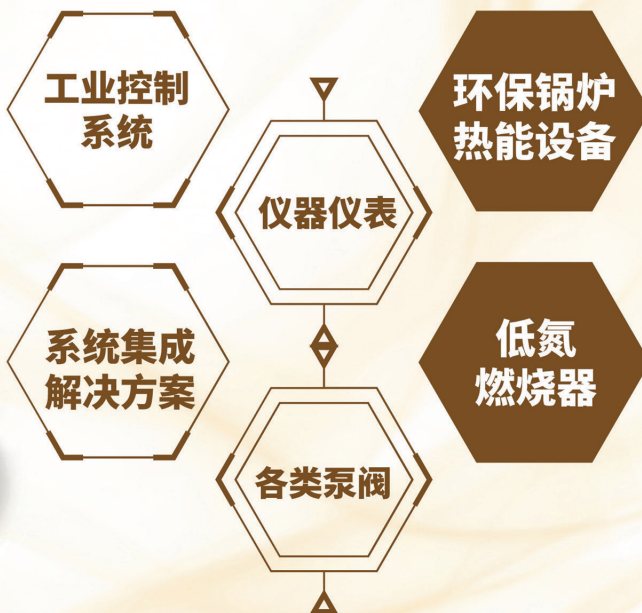 工业控制
系统
环保锅炉
热能设备
仪器仪表
系统集成
解决方案
低氮
燃烧器
各类泵阀